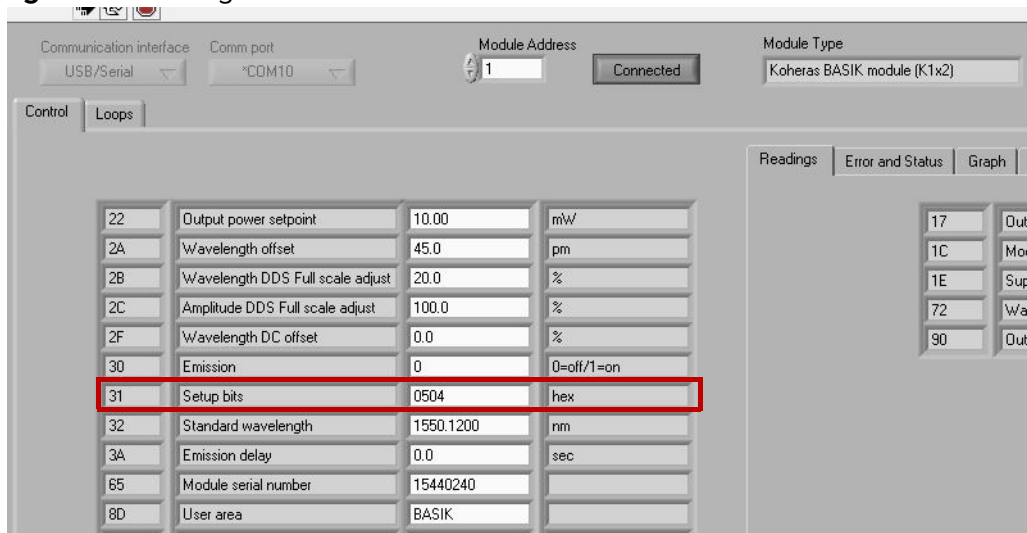 Communication interface Comm port Module Address Module Type
USB/Serial *COM10 1 Connected Koheras BASIK module (K1x2)
Control Loops
Readings Error and Status Graph
22 Output power setpoint 10.00 mW
2A Wavelength offset 45.0 pm
2B Wavelength DDS Full scale adjust 20.0 %
2C Amplitude DDS Full scale adjust 100.0 %
2F Wavelength DC offset 0.0 %
30 Emission 0 0=off/1=on
31 Setup bits 0504 hex
32 Standard wavelength 1550.1200 nm
3A Emission delay 0.0 sec
65 Module serial number 15440240
8D User area BASIK
17 Out
1C Mod
1E Sup
72 Wa
90 Out